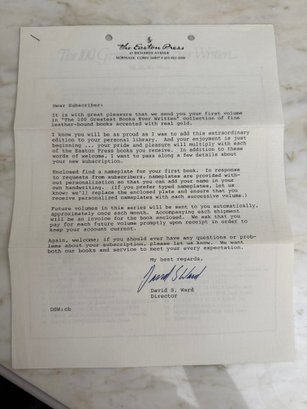 The Easton Press
47 RICHARDS AVENUE
NORWALK, CONN. 06857
Dear Subscriber:
It is with great pleasure that we send you your first volume
in "The 100 Greatest Books Ever Written" collection of fine
leather-bound books accented with real gold.
I know you will be as proud as I was to add this extraordinary
edition to your personal library. And your enjoyment is just
beginning ... your pride and pleasure will multiply with each
of the Easton Press books you receive. In addition to these
words of welcome, I want to pass along a few details about
your new subscription.
Enclosed find a nameplate for your first book. In response
to requests from subscribers, nameplates are provided with-
out personalization so that you can add your name in your
own handwriting. (If you prefer typed nameplates, let us
know; we'll replace the enclosed plate and ensure that you
receive personalized nameplates with each successive volume.)
Future volumes in this series will be sent to you automatically,
approximately once each month. Accompanying each shipment
will be an invoice for the book enclosed. We ask that you
pay for each future volume promptly upon receipt in order to
keep your account current.
Again, welcome; if you should ever have any questions or prob-
lems about your subscription, please let us know. We want
both our books and service to meet your every expectation.
My best regards,
David S Ward
David S. Ward
Director
DSW:cb